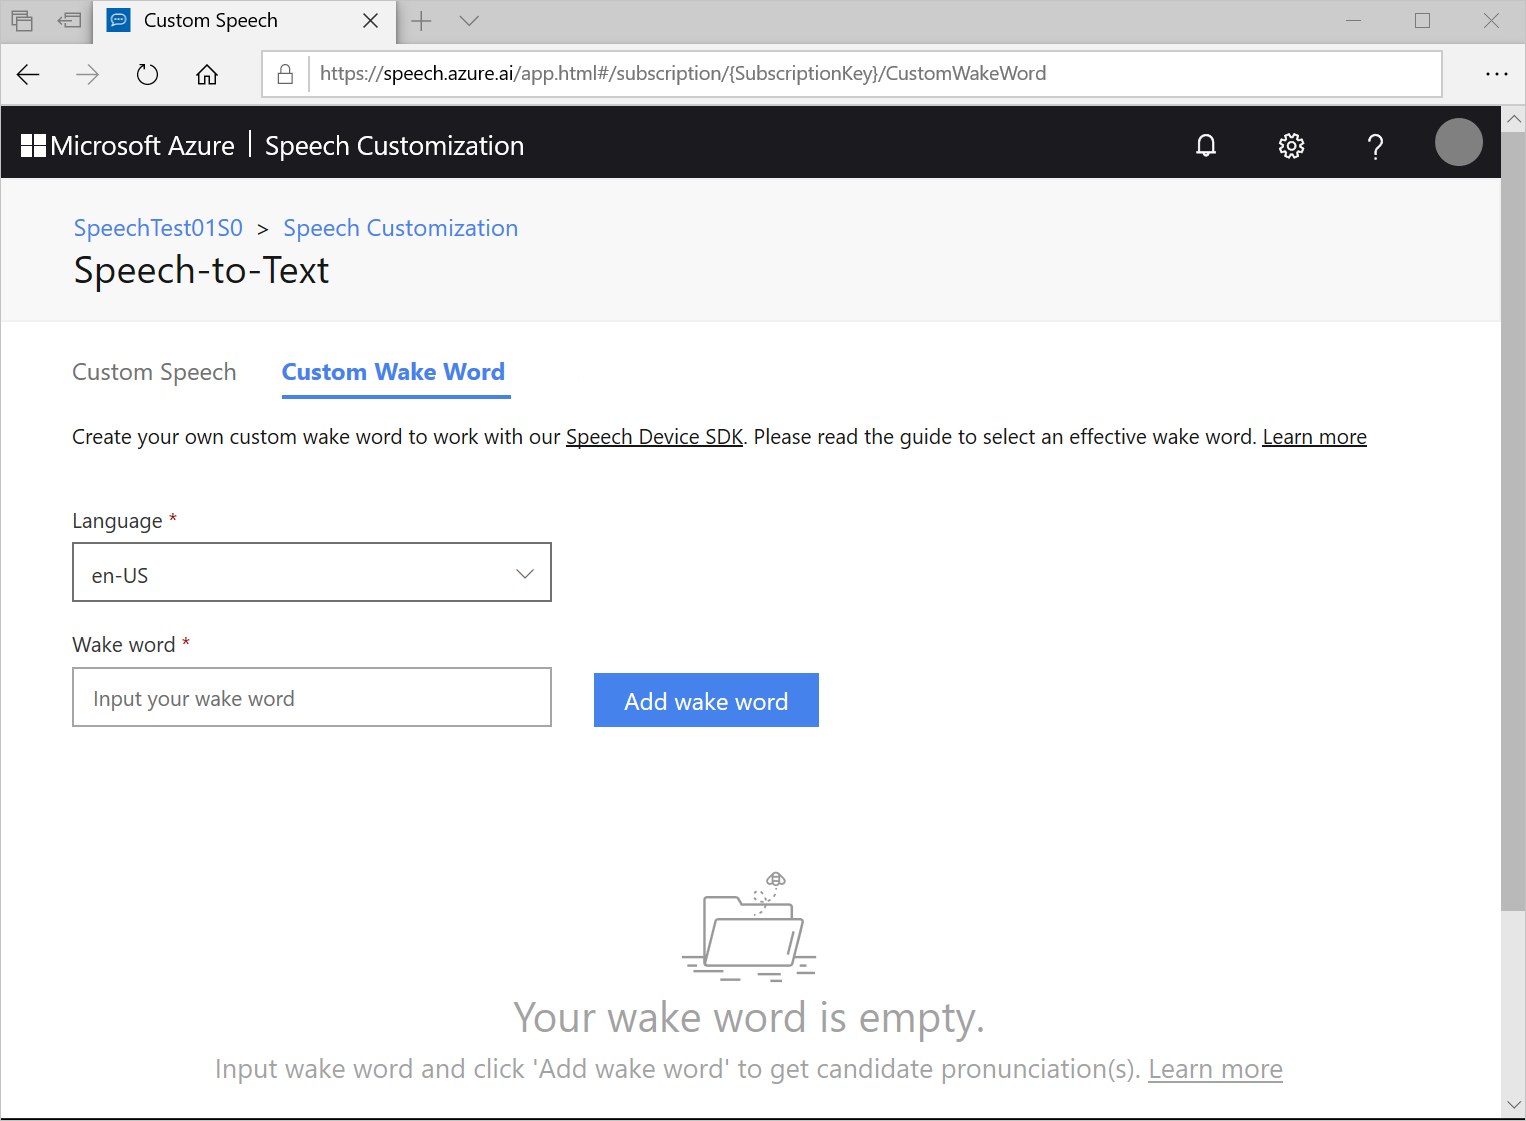 Custom Speech
https://speech.azure.ai/app.html#/subscription/{SubscriptionKey}/CustomWakeWord
Microsoft Azure | Speech Customization
SpeechTest01S0 > Speech Customization
Speech-to-Text
Custom Speech Custom Wake Word
Create your own custom wake word to work with our Speech Device SDK. Please read the guide to select an effective wake word. Learn more
Language *
en-US
Wake word *
Input your wake word
Add wake word
Your wake word is empty.
Input wake word and click 'Add wake word' to get candidate pronunciation(s). Learn more